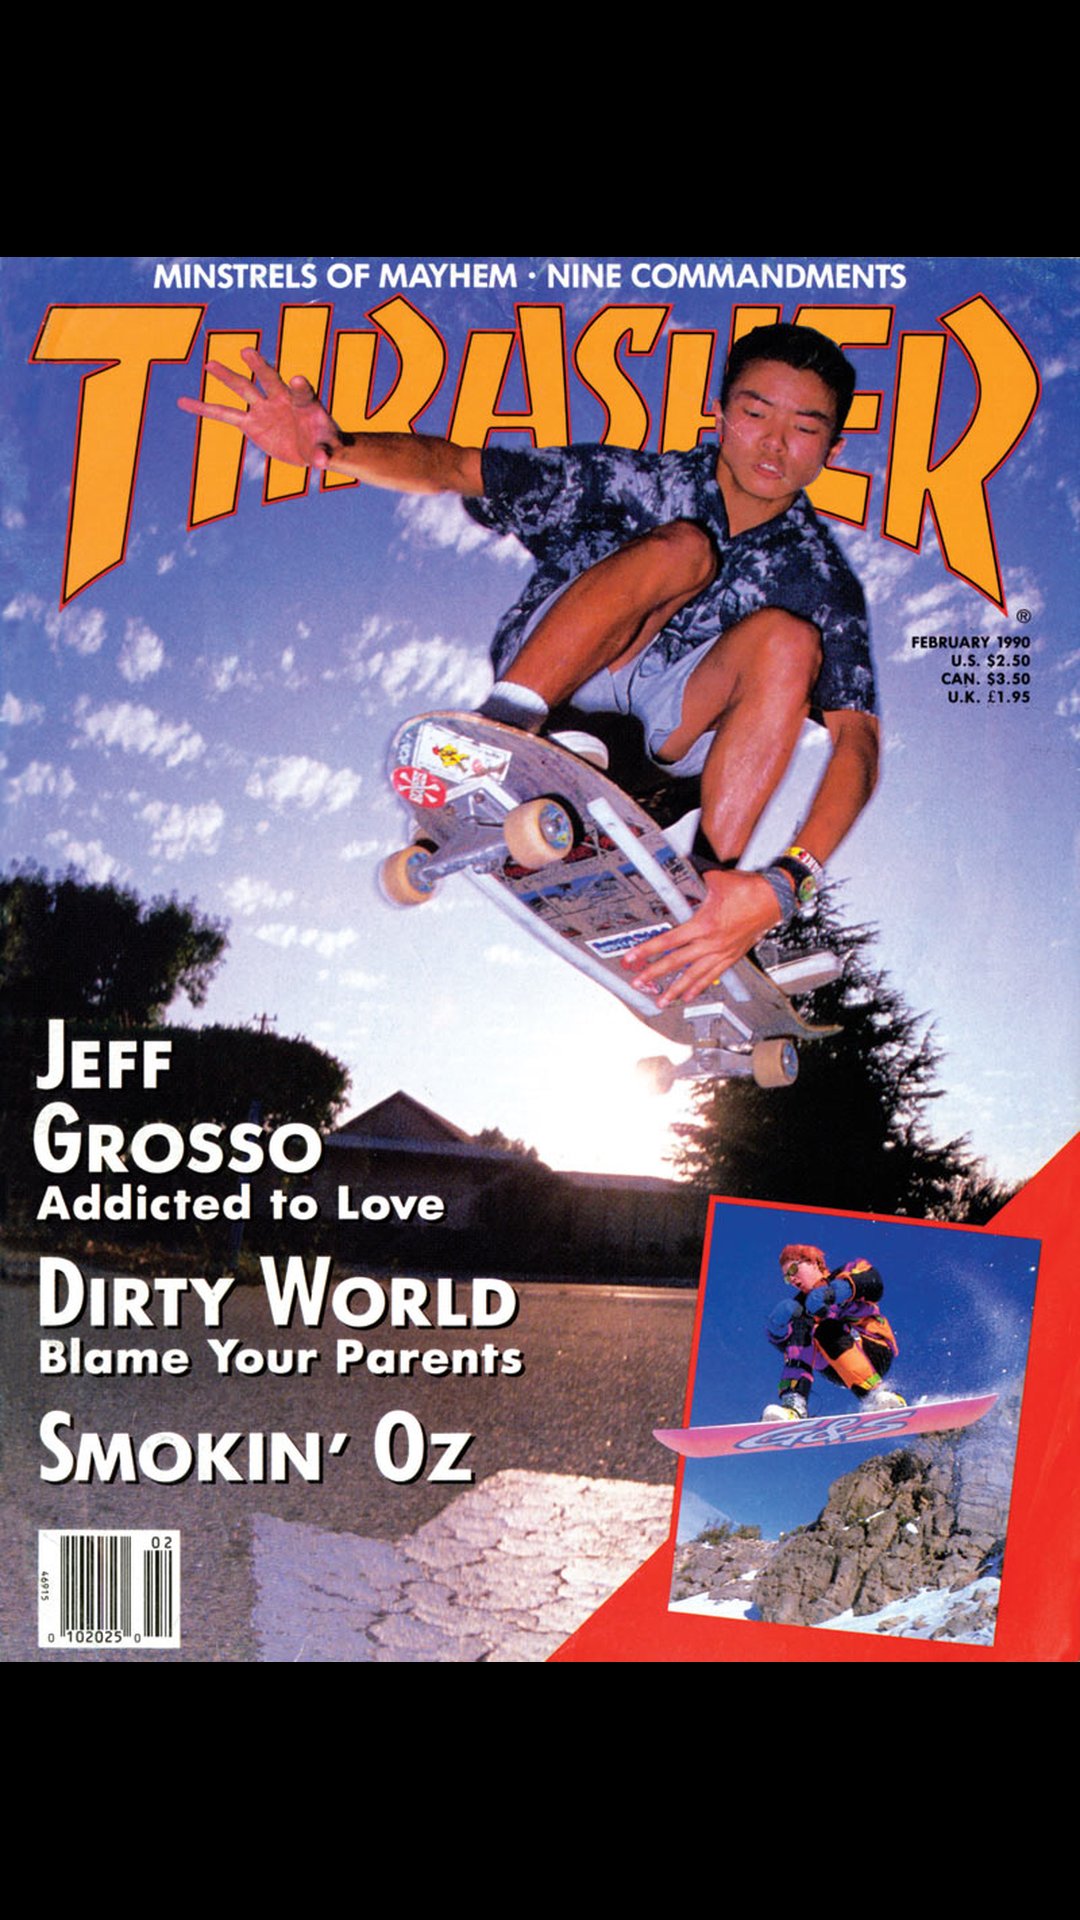 MINSTRELS OF MAYHEM · NINE COMMANDMENTS
THRASHER
®
FEBRUARY 1990
U.S. $2.50
CAN. $3.50
U.K. £1.95
JEFF
GROSSO
Addicted to Love
DIRTY WORLD
Blame Your Parents
SMOKIN' OZ
G&S
02
46915
0 102025 0